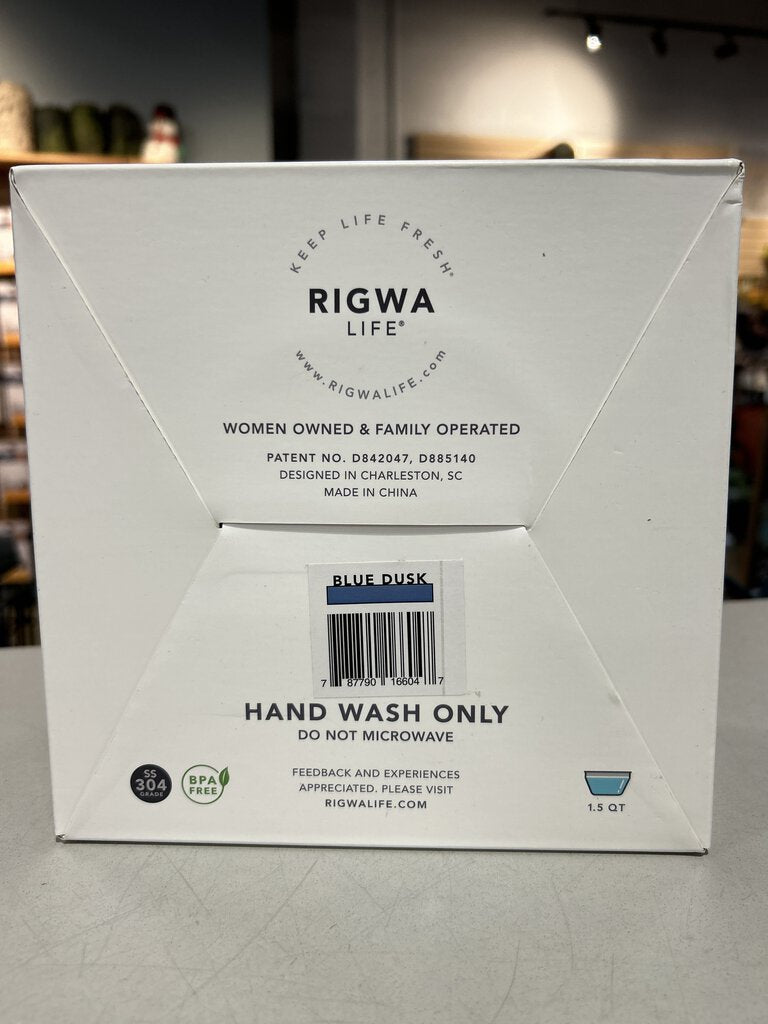 KEEP LIFE FRESH®
RIGWA
LIFE®
www.RIGWALIFE.com
WOMEN OWNED & FAMILY OPERATED
PATENT NO. D842047, D885140
DESIGNED IN CHARLESTON, SC
MADE IN CHINA
BLUE DUSK
7 87790 16604 7
HAND WASH ONLY
DO NOT MICROWAVE
SS
304
GRADE
BPA
FREE
FEEDBACK AND EXPERIENCES
APPRECIATED. PLEASE VISIT
RIGWALIFE.COM
1.5 QT